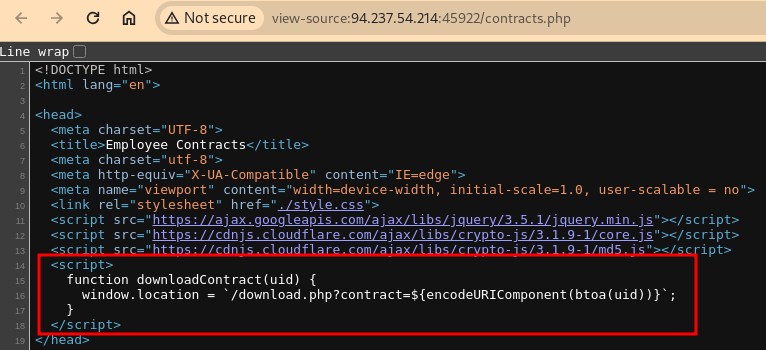 Not secure view-source:94.237.54.214:45922/contracts.php
Line wrap
1 <!DOCTYPE html>
2 <html lang="en">
3
4 <head>
5 <meta charset="UTF-8">
6 <title>Employee Contracts</title>
7 <meta charset="utf-8">
8 <meta http-equiv="X-UA-Compatible" content="IE=edge">
9 <meta name="viewport" content="width=device-width, initial-scale=1.0, user-scalable = no">
10 <link rel="stylesheet" href="./style.css">
11 <script src="https://ajax.googleapis.com/ajax/libs/jquery/3.5.1/jquery.min.js"></script>
12 <script src="https://cdnjs.cloudflare.com/ajax/libs/crypto-js/3.1.9-1/core.js"></script>
13 <script src="https://cdnjs.cloudflare.com/ajax/libs/crypto-js/3.1.9-1/md5.js"></script>
14 <script>
15 function downloadContract(uid) {
16 window.location = `/download.php?contract=${encodeURIComponent(btoa(uid))}`;
17 }
18 </script>
19 </head>